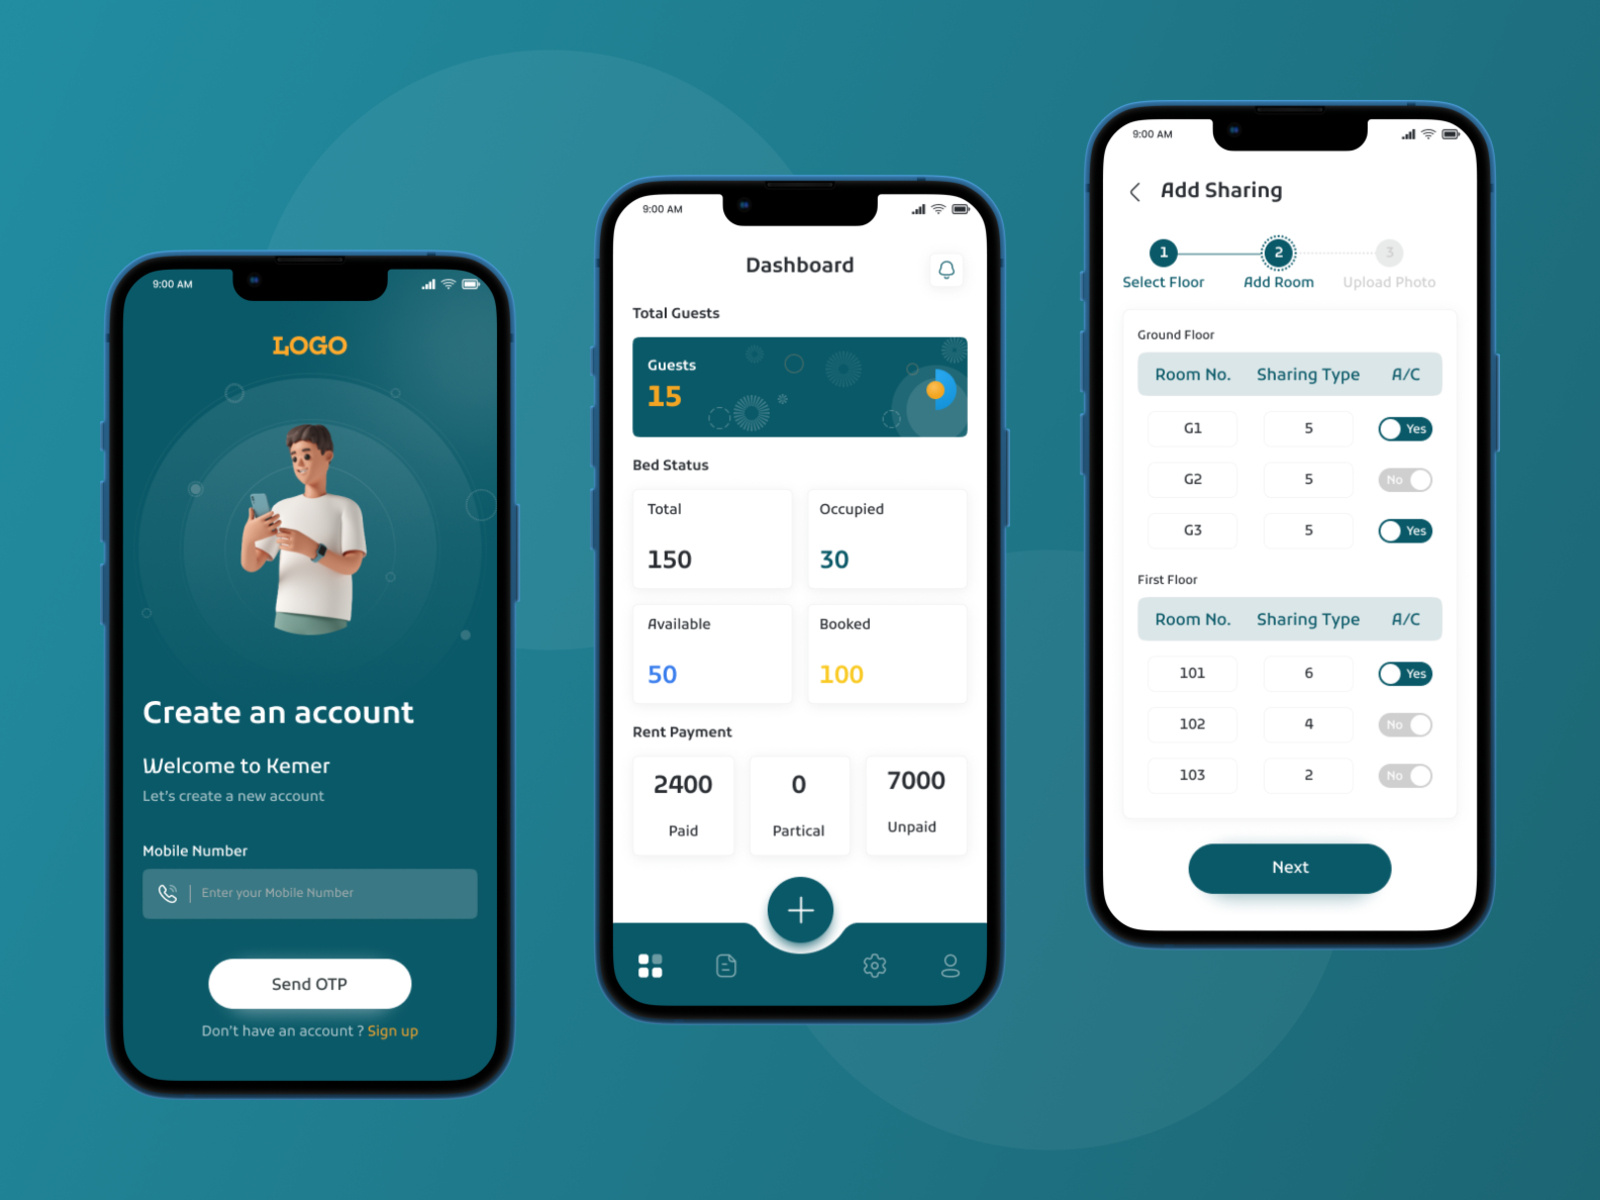 9:00 AM
LOGO
Create an account
Welcome to Kemer
Let's create a new account
Mobile Number
Enter your Mobile Number
Send OTP
Don't have an account ? Sign up
9:00 AM
Dashboard
Total Guests
Guests
15
Bed Status
Total
150
Occupied
30
Available
50
Booked
100
Rent Payment
2400
Paid
0
Partical
7000
Unpaid
9:00 AM
Add Sharing
1 2 3
Select Floor Add Room Upload Photo
Ground Floor
Room No. Sharing Type A/C
G1 5 Yes
G2 5 No
G3 5 Yes
First Floor
Room No. Sharing Type A/C
101 6 Yes
102 4 No
103 2 No
Next